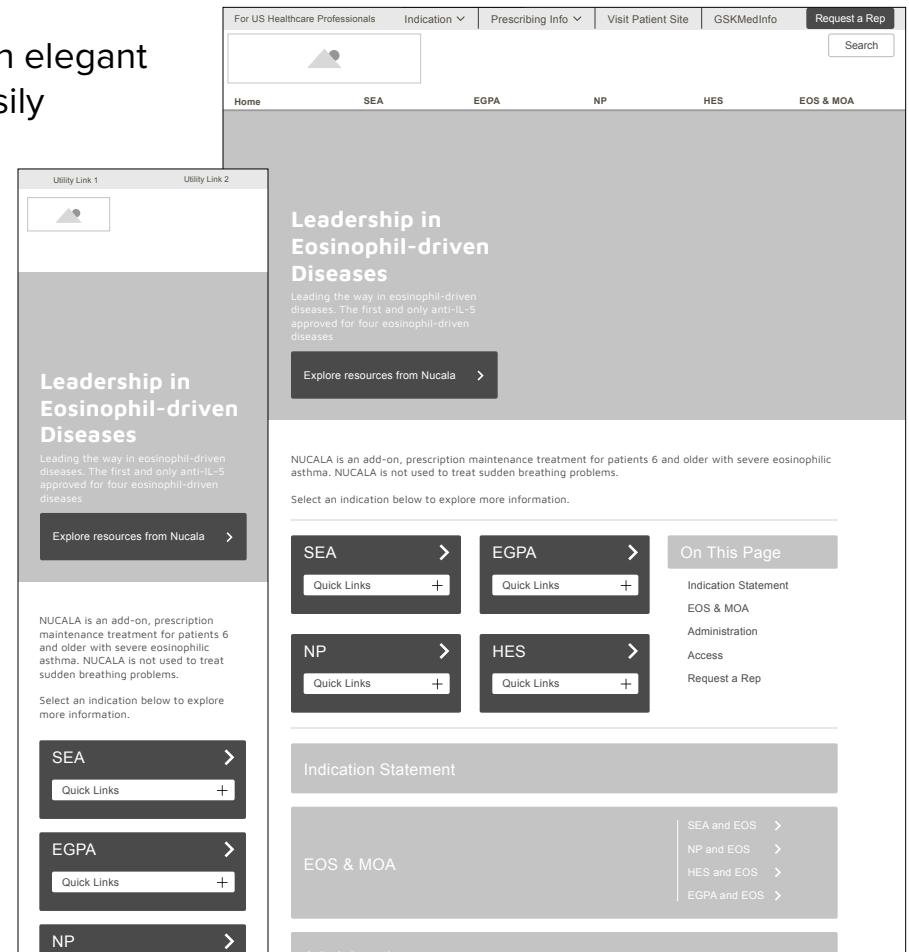 n elegant
sily
For US Healthcare Professionals Indication Prescribing Info Visit Patient Site GSKMedInfo Request a Rep
Search
Home SEA EGPA NP HES EOS & MOA
Leadership in
Eosinophil-driven
Diseases
Leading the way in eosinophil-driven
diseases. The first and only anti-IL-5
approved for four eosinophil-driven
diseases
Explore resources from Nucala
NUCALA is an add-on, prescription maintenance treatment for patients 6 and older with severe eosinophilic
asthma. NUCALA is not used to treat sudden breathing problems.
Select an indication below to explore more information.
SEA
Quick Links
EGPA
Quick Links
NP
Quick Links
HES
Quick Links
On This Page
Indication Statement
EOS & MOA
Administration
Access
Request a Rep
Indication Statement
EOS & MOA
SEA and EOS
NP and EOS
HES and EOS
EGPA and EOS
Utility Link 1 Utility Link 2
Leadership in
Eosinophil-driven
Diseases
Leading the way in eosinophil-driven
diseases. The first and only anti-IL-5
approved for four eosinophil-driven
diseases
Explore resources from Nucala
NUCALA is an add-on, prescription
maintenance treatment for patients 6
and older with severe eosinophilic
asthma. NUCALA is not used to treat
sudden breathing problems.
Select an indication below to explore
more information.
SEA
Quick Links
EGPA
Quick Links
NP